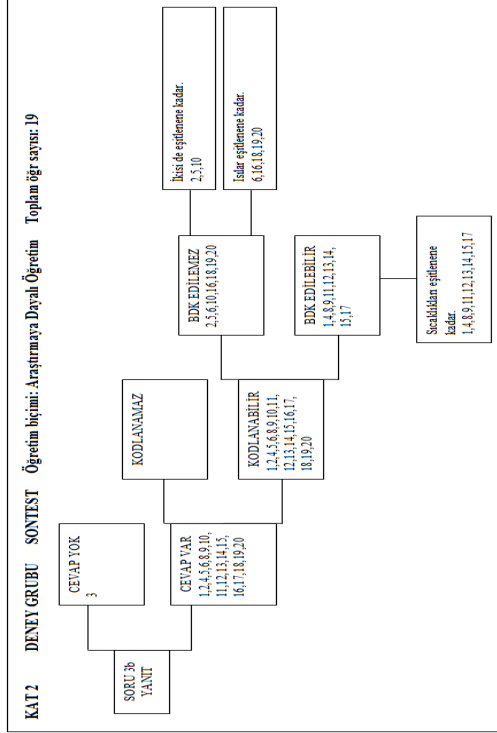 KAT 2 DENEY GRUBU SONTEST Öğretim biçimi: Araştırmaya Dayalı Öğretim Toplam öğr sayısı: 19
SORU 3b
YANIT
CEVAP YOK
3
CEVAP VAR
1,2,4,5,6,8,9,10,
11,12,13,14,15,
16,17,18,19,20
KODLANAMAZ
KODLANABİLİR
1,2,4,5,6,8,9,10,11,
12,13,14,15,16,17,
18,19,20
BDK EDİLEMEZ
2,5,6,10,16,18,19,20
BDK EDİLEBİLİR
1,4,8,9,11,12,13,14,
15,17
İkisi de eşitlenene kadar.
2,5,10
Isılar eşitlenene kadar.
6,16,18,19,20
Sıcaklıkları eşitlenene
kadar.
1,4,8,9,11,12,13,14,15,17